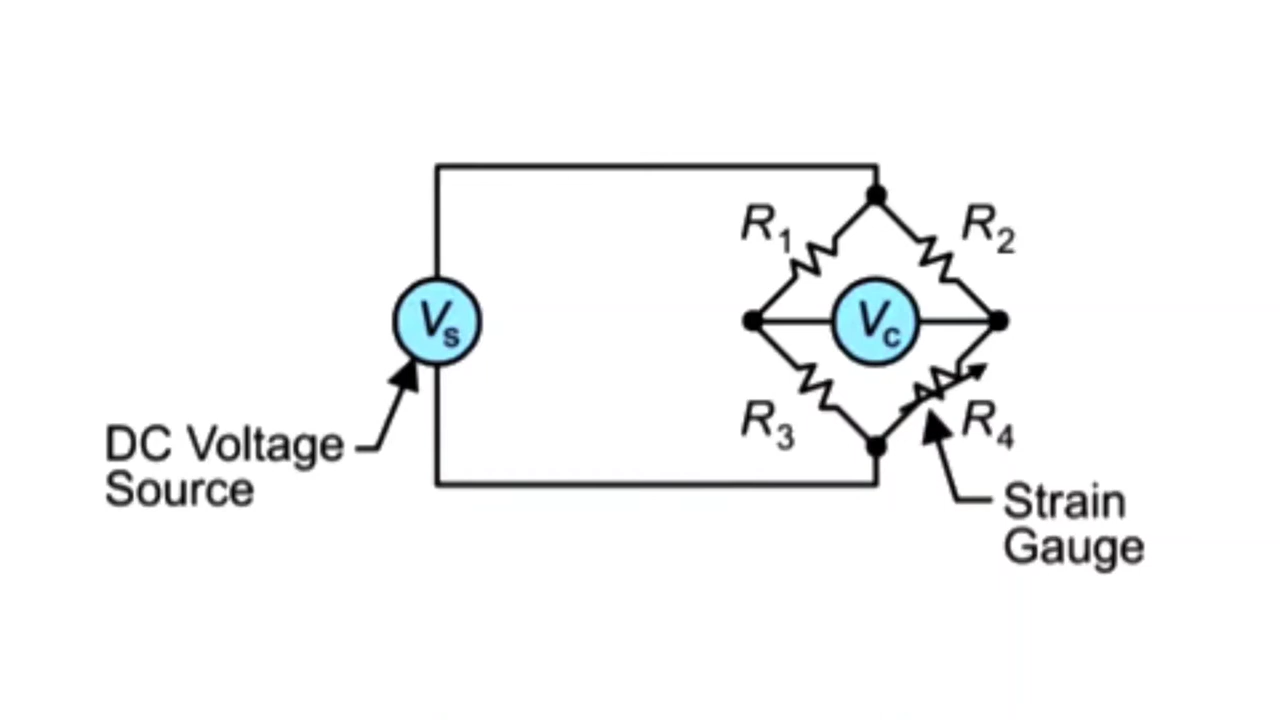 R1
R2
Vs
Vc
DC Voltage
Source
R3
R4
Strain
Gauge